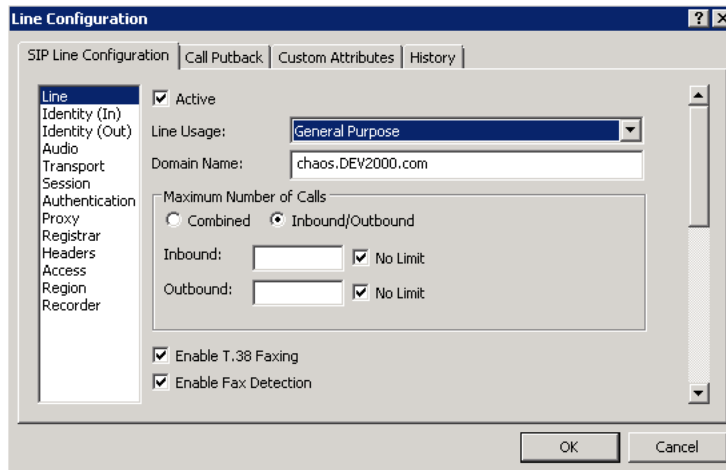 Line Configuration
SIP Line Configuration
Call Putback
Custom Attributes
History
Line
Identity (In)
Identity (Out)
Audio
Transport
Session
Authentication
Proxy
Registrar
Headers
Access
Region
Recorder
Active
Line Usage: General Purpose
Domain Name: chaos.DEV2000.com
Maximum Number of Calls
Combined Inbound/Outbound
Inbound: No Limit
Outbound: No Limit
Enable T.38 Faxing
Enable Fax Detection
OK Cancel